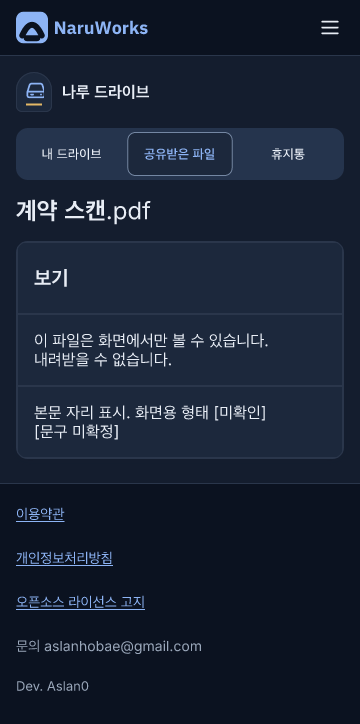 NaruWorks
나루 드라이브
내 드라이브
공유받은 파일
휴지통
계약 스캔.pdf
보기
이 파일은 화면에서만 볼 수 있습니다.
내려받을 수 없습니다.
본문 자리 표시. 화면용 형태 [미확인]
[문구 미확정]
이용약관
개인정보처리방침
오픈소스 라이선스 고지
문의 aslanhobae@gmail.com
Dev. Aslan0